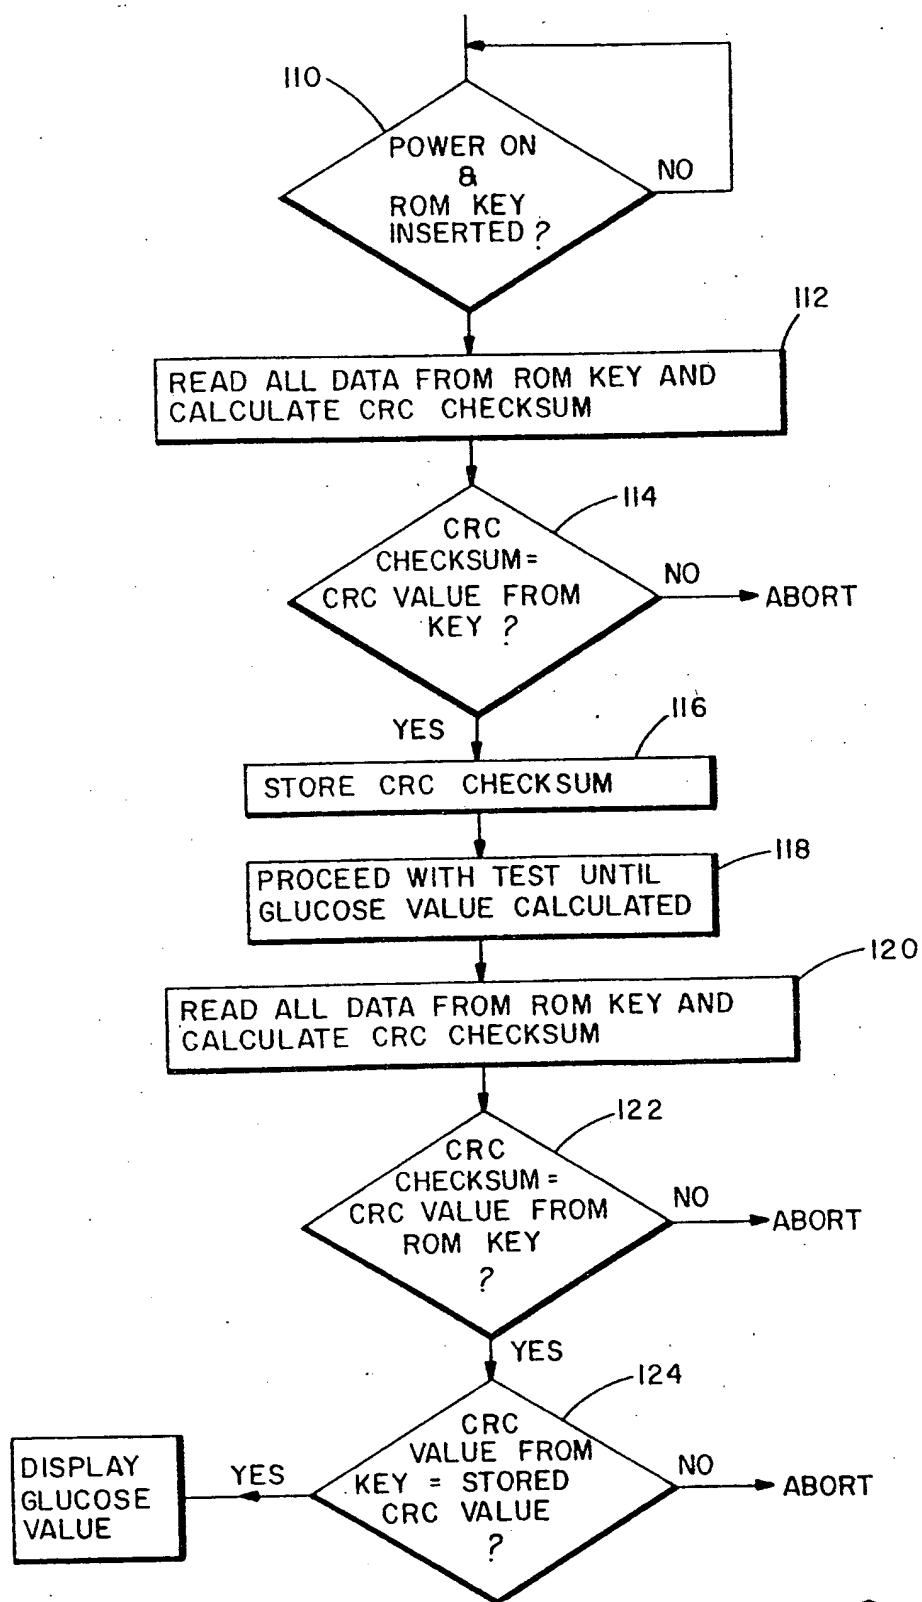 110
POWER ON
&
ROM KEY
INSERTED ?
NO
112
READ ALL DATA FROM ROM KEY AND
CALCULATE CRC CHECKSUM
114
CRC
CHECKSUM =
CRC VALUE FROM
KEY ?
NO
ABORT
YES
116
STORE CRC CHECKSUM
118
PROCEED WITH TEST UNTIL
GLUCOSE VALUE CALCULATED
120
READ ALL DATA FROM ROM KEY AND
CALCULATE CRC CHECKSUM
122
CRC
CHECKSUM =
CRC VALUE FROM
ROM KEY
?
NO
ABORT
YES
124
CRC
VALUE FROM
KEY = STORED
CRC VALUE
?
NO
ABORT
YES
DISPLAY
GLUCOSE
VALUE